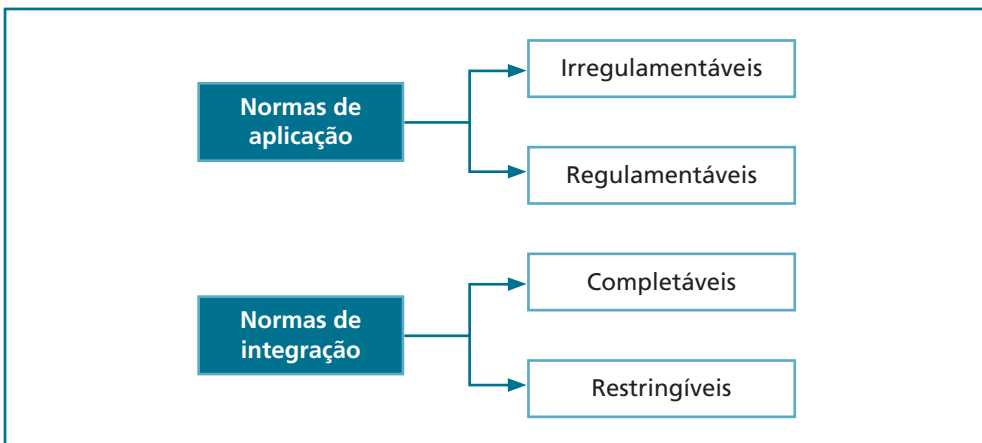 Normas de
aplicação
Irregulamentáveis
Regulamentáveis
Normas de
integração
Completáveis
Restringíveis